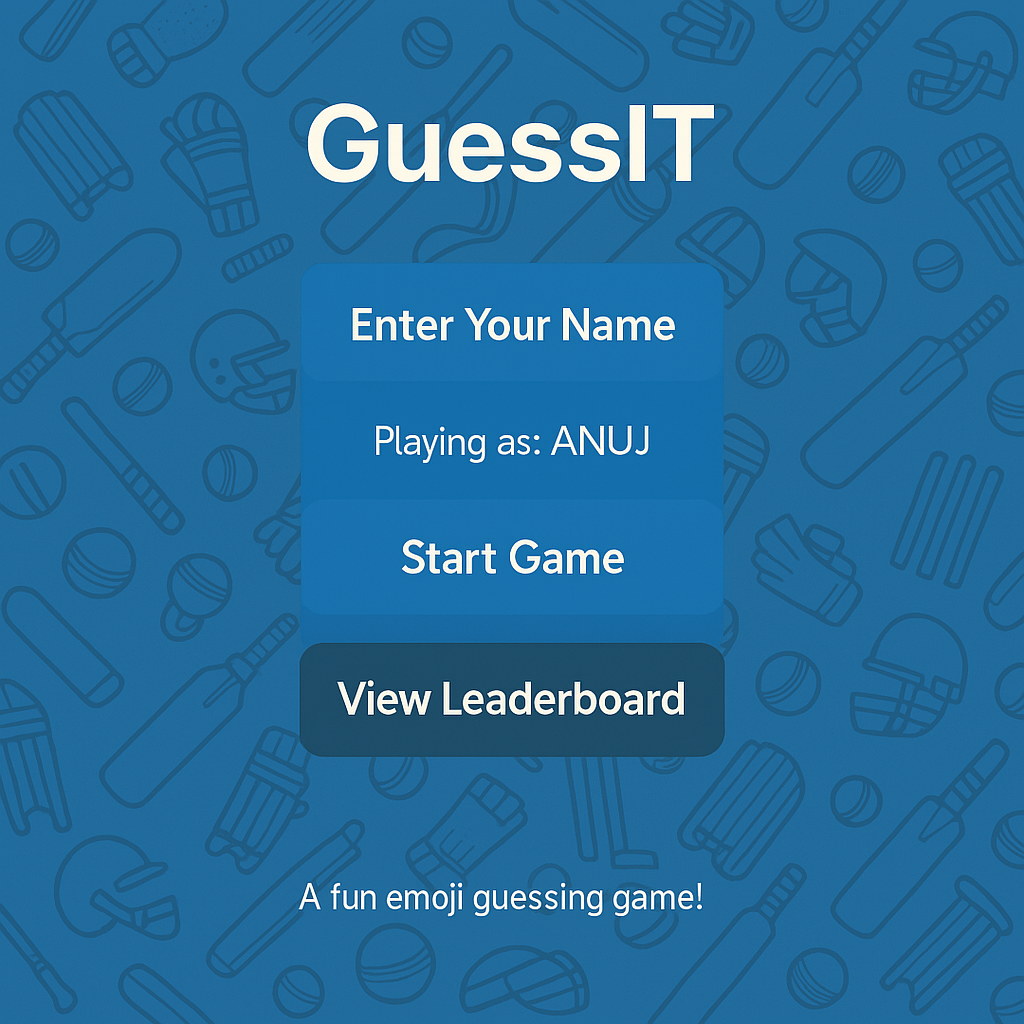 GuessIT
Enter Your Name
Playing as: ANUJ
Start Game
View Leaderboard
A fun emoji guessing game!